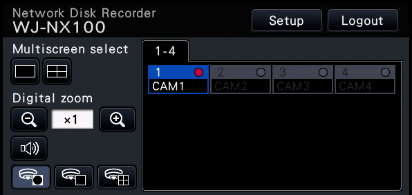 Network Disk Recorder
WJ-NX100
Setup
Logout
Multiscreen select
1-4
1 2 3 4
CAM1 CAM2 CAM3 CAM4
Digital zoom
×1